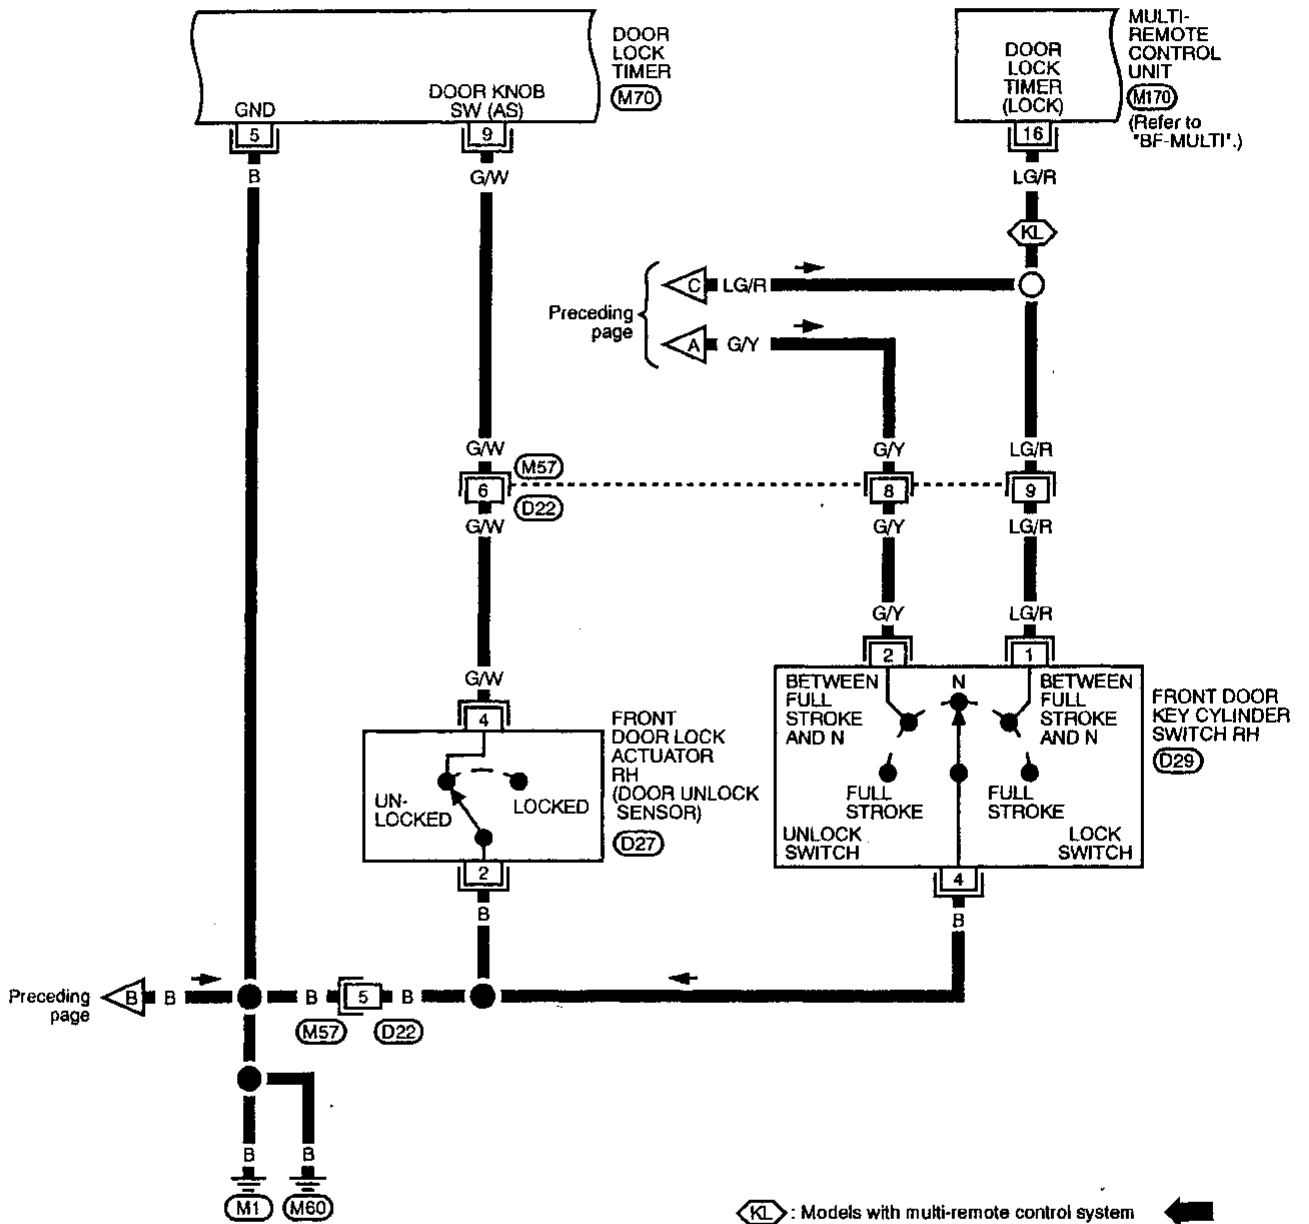 DOOR
LOCK
TIMER
M70
GND
DOOR KNOB
SW (AS)
5
9
B
G/W
DOOR
LOCK
TIMER
(LOCK)
16
MULTI-
REMOTE
CONTROL
UNIT
M170
(Refer to
"BF-MULTI".)
LG/R
KL
Preceding
page
C LG/R
A G/Y
G/W
G/Y
LG/R
M57
6
8
9
D22
G/W
G/Y
LG/R
G/Y
LG/R
2
1
G/W
4
UN-
LOCKED
LOCKED
2
B
FRONT
DOOR LOCK
ACTUATOR
RH
(DOOR UNLOCK
SENSOR)
D27
BETWEEN
FULL
STROKE
AND N
N
BETWEEN
FULL
STROKE
AND N
FULL
STROKE
FULL
STROKE
UNLOCK
SWITCH
LOCK
SWITCH
4
B
FRONT DOOR
KEY CYLINDER
SWITCH RH
D29
Preceding
page
B B
B 5 B
M57 D22
B B
M1 M60
KL : Models with multi-remote control system